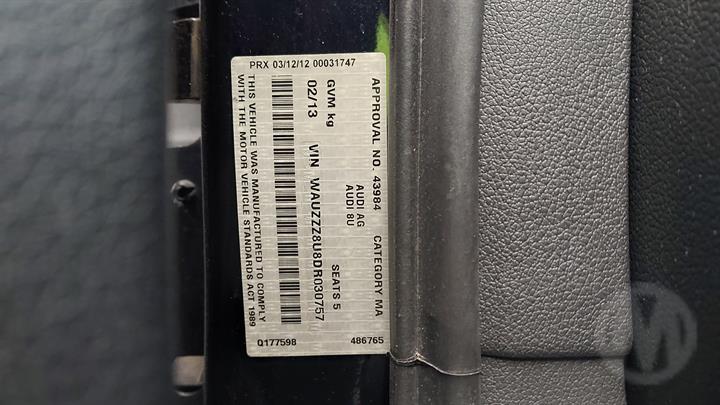 PRX 03/12/12 00031747
APPROVAL NO. 43984 CATEGORY MA
AUDI AG
AUDI 8U
GVM kg SEATS 5
02/13 VIN WAUZZZ8U8DR030757
THIS VEHICLE WAS MANUFACTURED TO COMPLY
WITH THE MOTOR VEHICLE STANDARDS ACT 1989
Q177598 486765